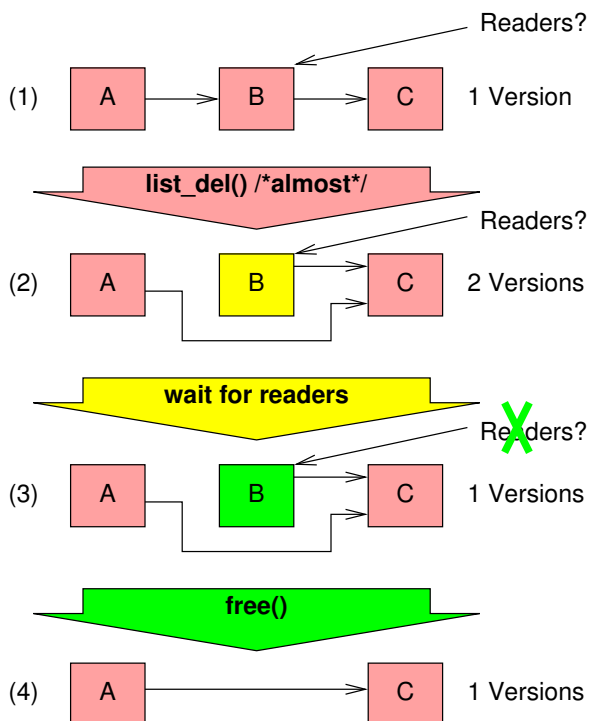 Readers?
(1) A B C 1 Version
list_del() /*almost*/
Readers?
(2) A B C 2 Versions
wait for readers
Readers?
(3) A B C 1 Versions
free()
(4) A C 1 Versions